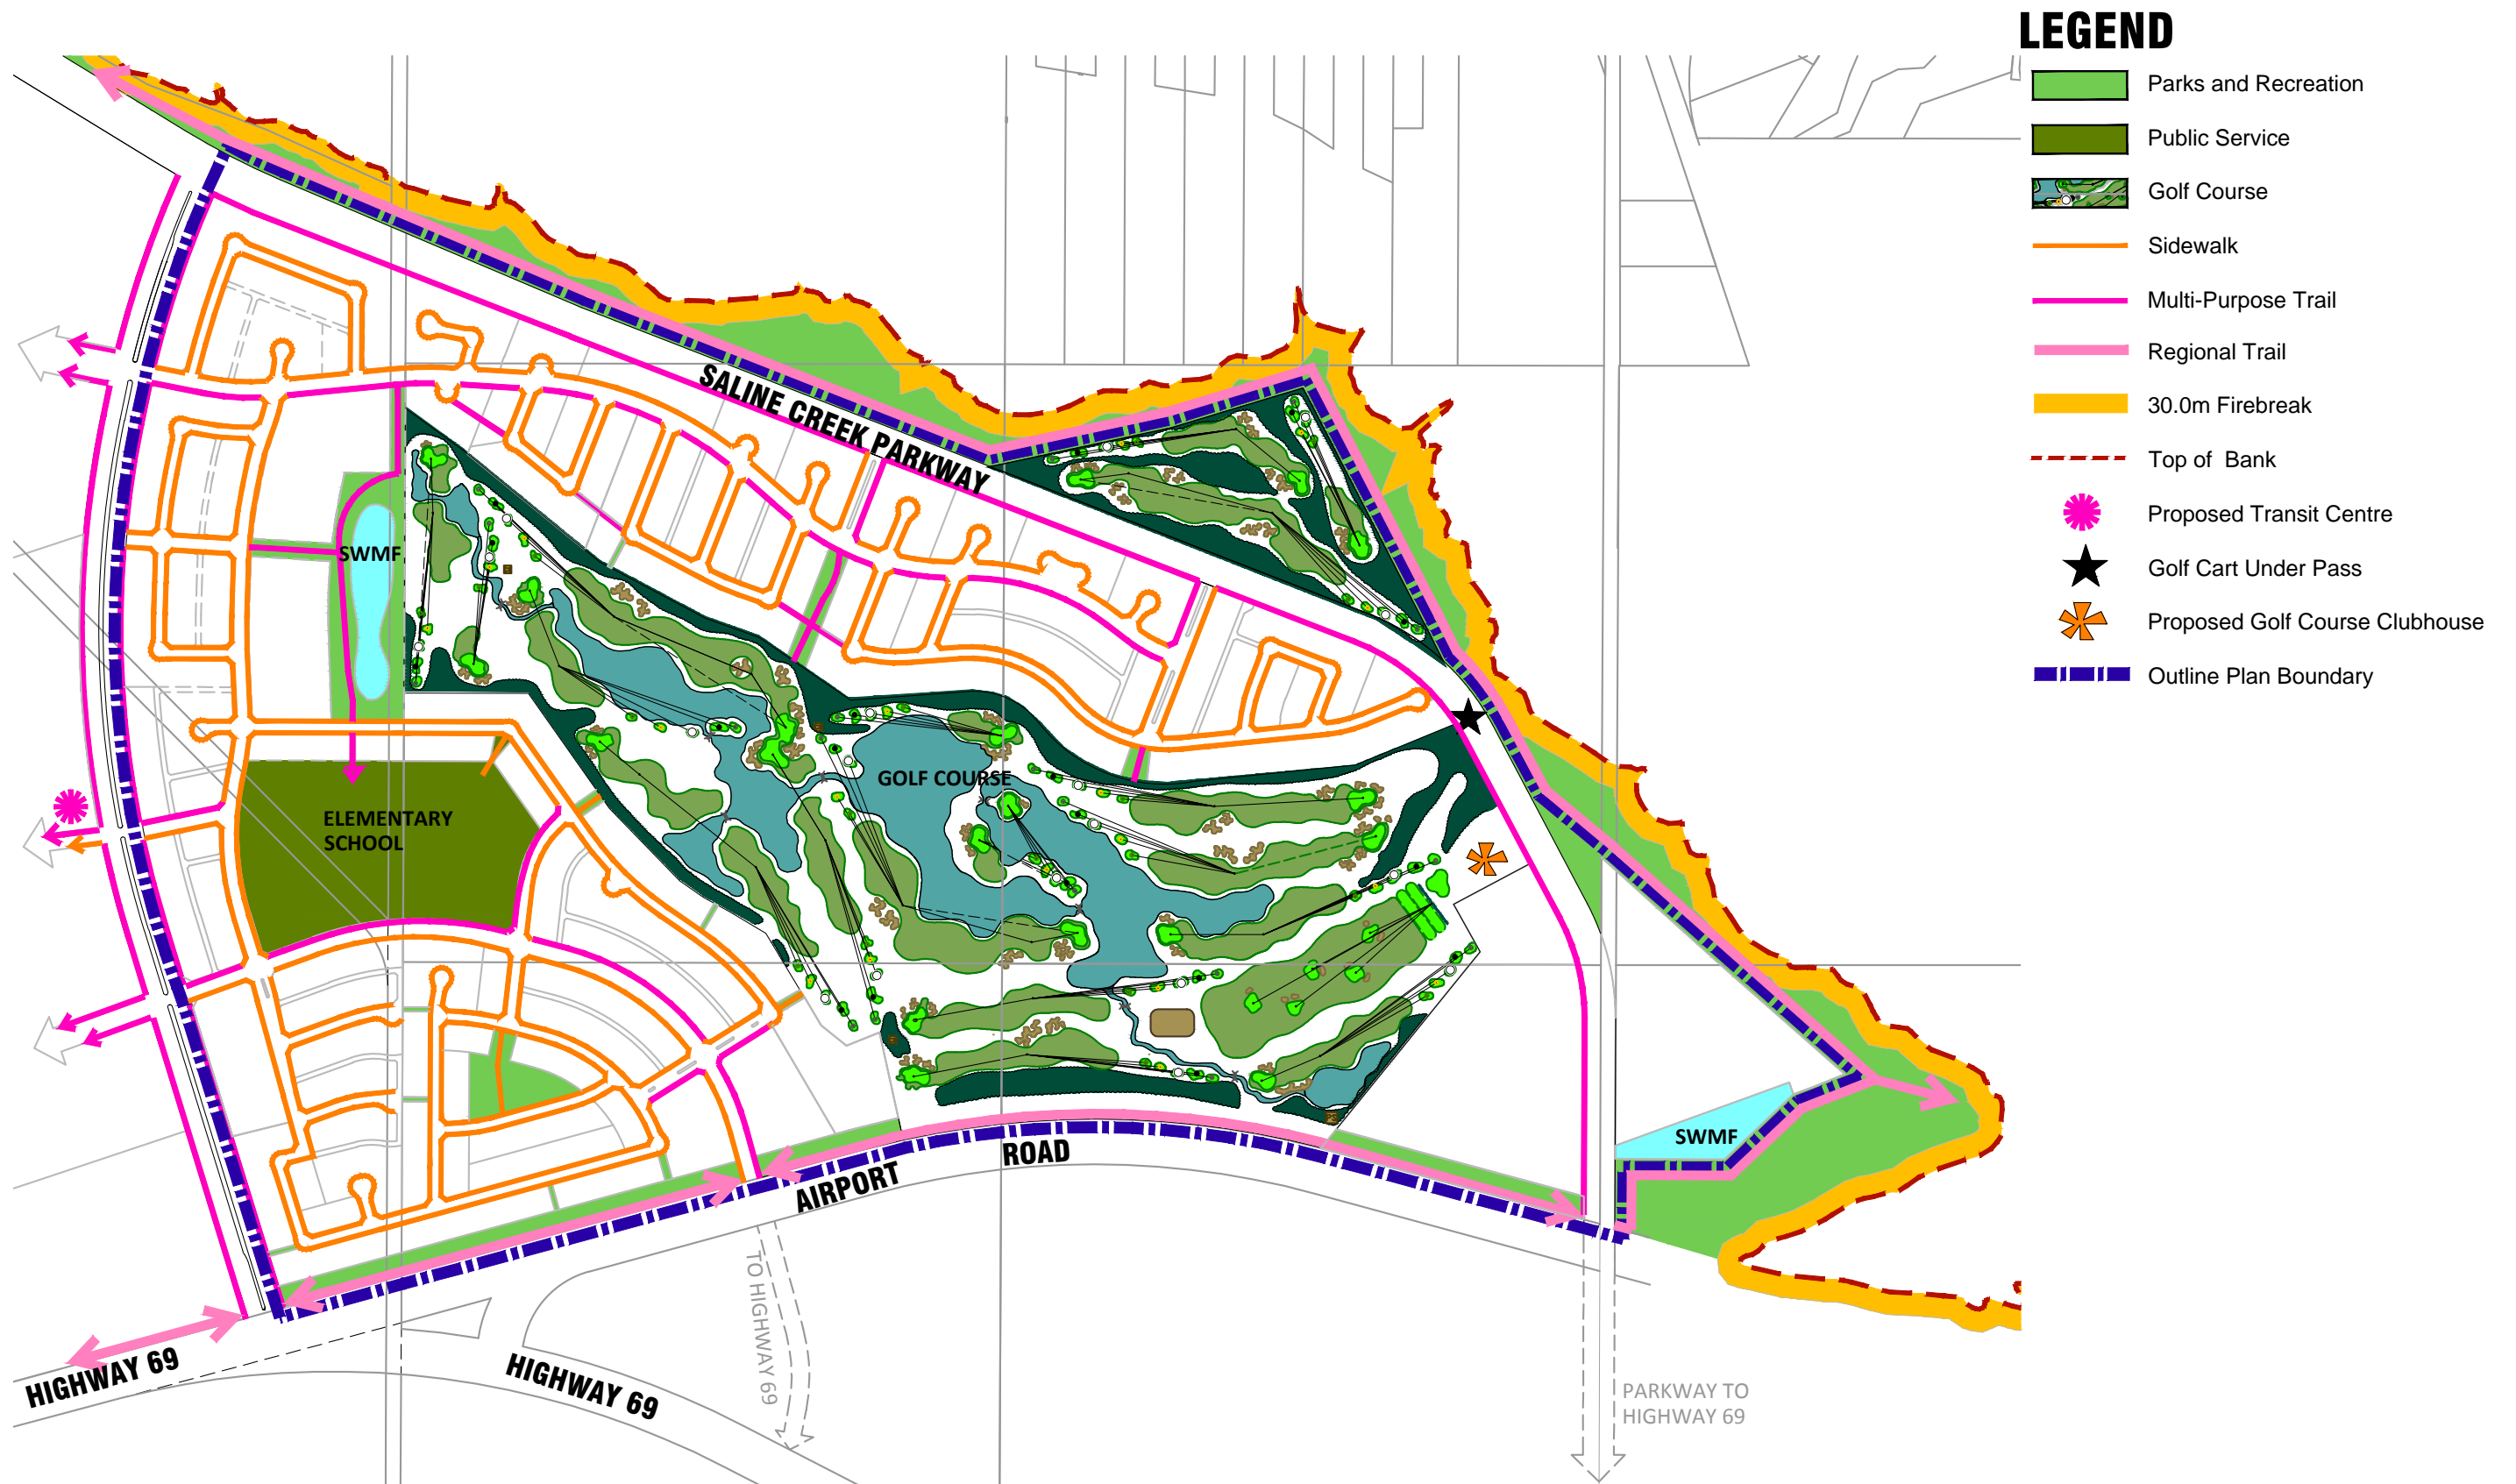 LEGEND
Parks and Recreation
Public Service
Golf Course
Sidewalk
Multi-Purpose Trail
Regional Trail
30.0m Firebreak
Top of Bank
Proposed Transit Centre
Golf Cart Under Pass
Proposed Golf Course Clubhouse
Outline Plan Boundary
SALINE CREEK PARKWAY
SWMF
GOLF COURSE
ELEMENTARY
SCHOOL
SWMF
AIRPORT
ROAD
TO HIGHWAY 69
HIGHWAY 69
HIGHWAY 69
PARKWAY TO
HIGHWAY 69